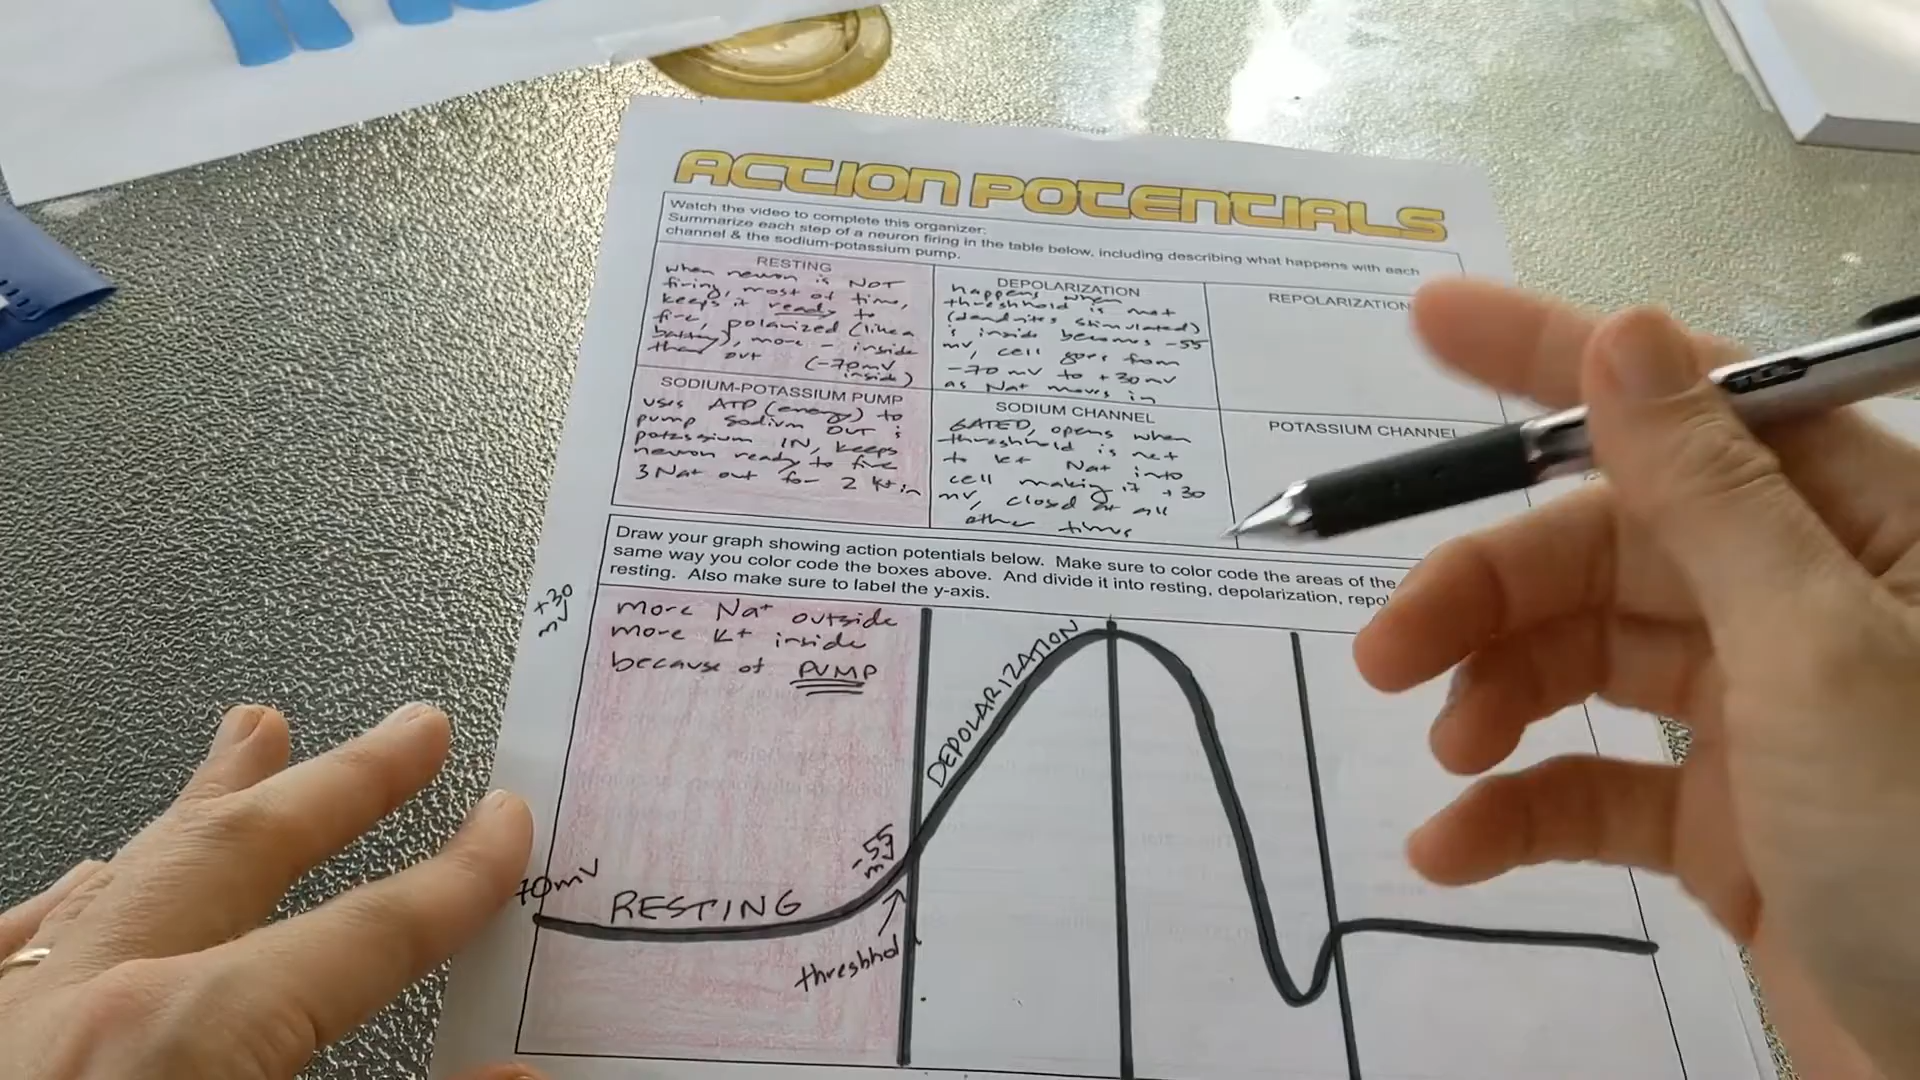 ACTION POTENTIALS
Watch the video to complete this organizer.
Summarize each step of a neuron firing in the table below, including describing what happens with each
channel & the sodium-potassium pump.
RESTING
when neuron is NOT
firing, most of time,
keeps it ready to
fire, polarized (like a
battery), more - inside
than out (-70mV
inside)
DEPOLARIZATION
happens when
threshhold is met
(dendrites stimulated)
inside becomes -55
mV, cell goes from
-70 mV to +30mV
as Na+ moves in
REPOLARIZATION
SODIUM-POTASSIUM PUMP
uses ATP (energy) to
pump sodium OUT &
potassium IN, keeps
neuron ready to fire
3 Na+ out for 2 K+ in
SODIUM CHANNEL
GATED, opens when
threshhold is met
to let Na+ into
cell making it +30
mV, closed at all
other times
POTASSIUM CHANNEL
Draw your graph showing action potentials below. Make sure to color code the areas of the
same way you color code the boxes above. And divide it into resting, depolarization, repo
resting. Also make sure to label the y-axis.
+30
mV
more Na+ outside
more K+ inside
because of PUMP
DEPOLARIZATION
-55
m
70mV
RESTING
threshhol